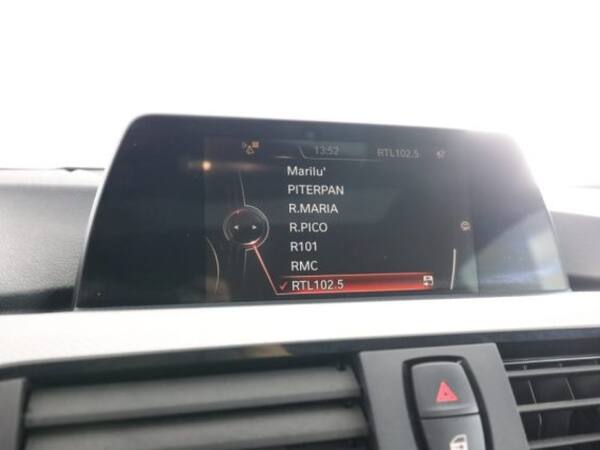 13:52 RTL102.5
Marilu'
PITERPAN
R.MARIA
R.PICO
R101
RMC
✓ RTL102.5